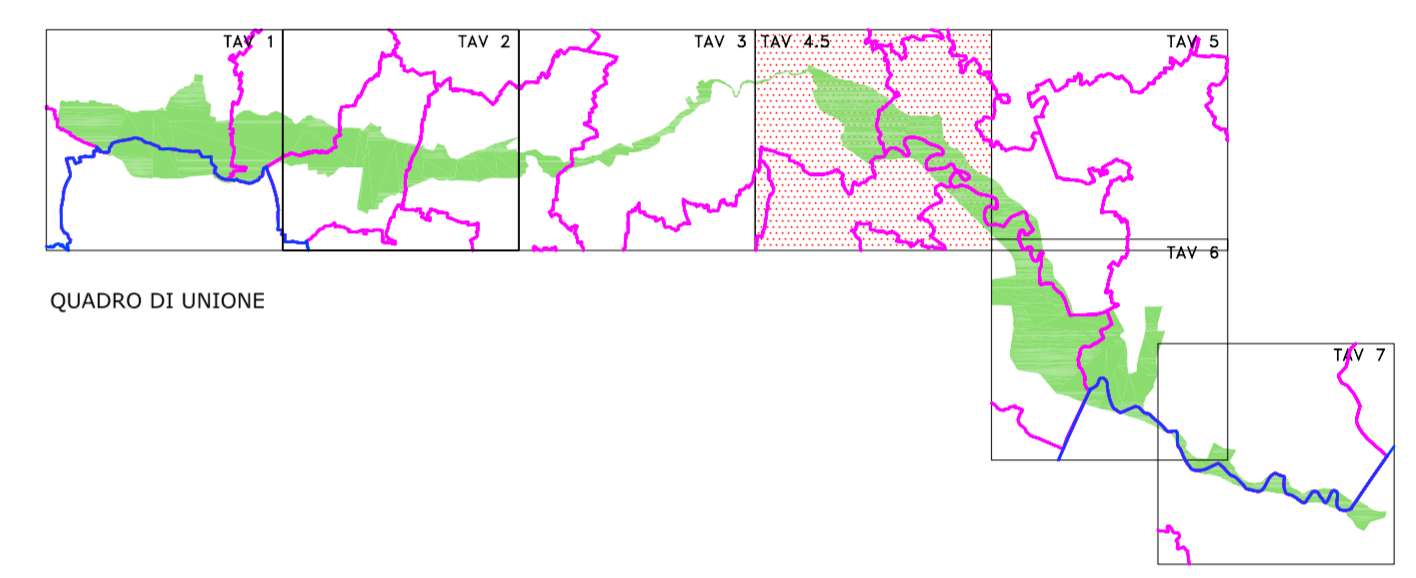 TAV 1
TAV 2
TAV 3
TAV 4.5
TAV 5
TAV 6
QUADRO DI UNIONE
TAV 7